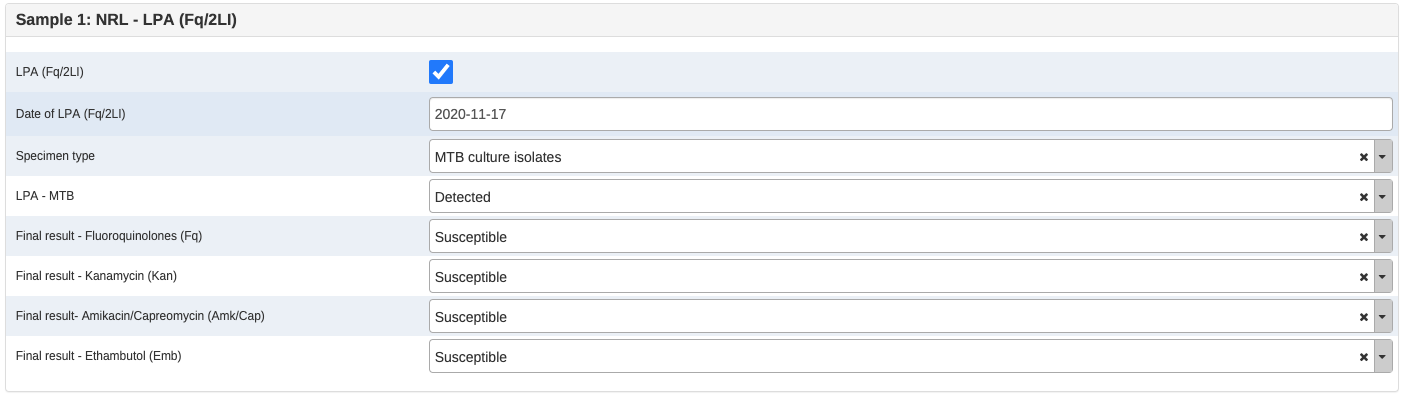 Sample 1: NRL - LPA (Fq/2LI)
LPA (Fq/2LI)
Date of LPA (Fq/2LI) 2020-11-17
Specimen type MTB culture isolates
LPA - MTB Detected
Final result - Fluoroquinolones (Fq) Susceptible
Final result - Kanamycin (Kan) Susceptible
Final result- Amikacin/Capreomycin (Amk/Cap) Susceptible
Final result - Ethambutol (Emb) Susceptible